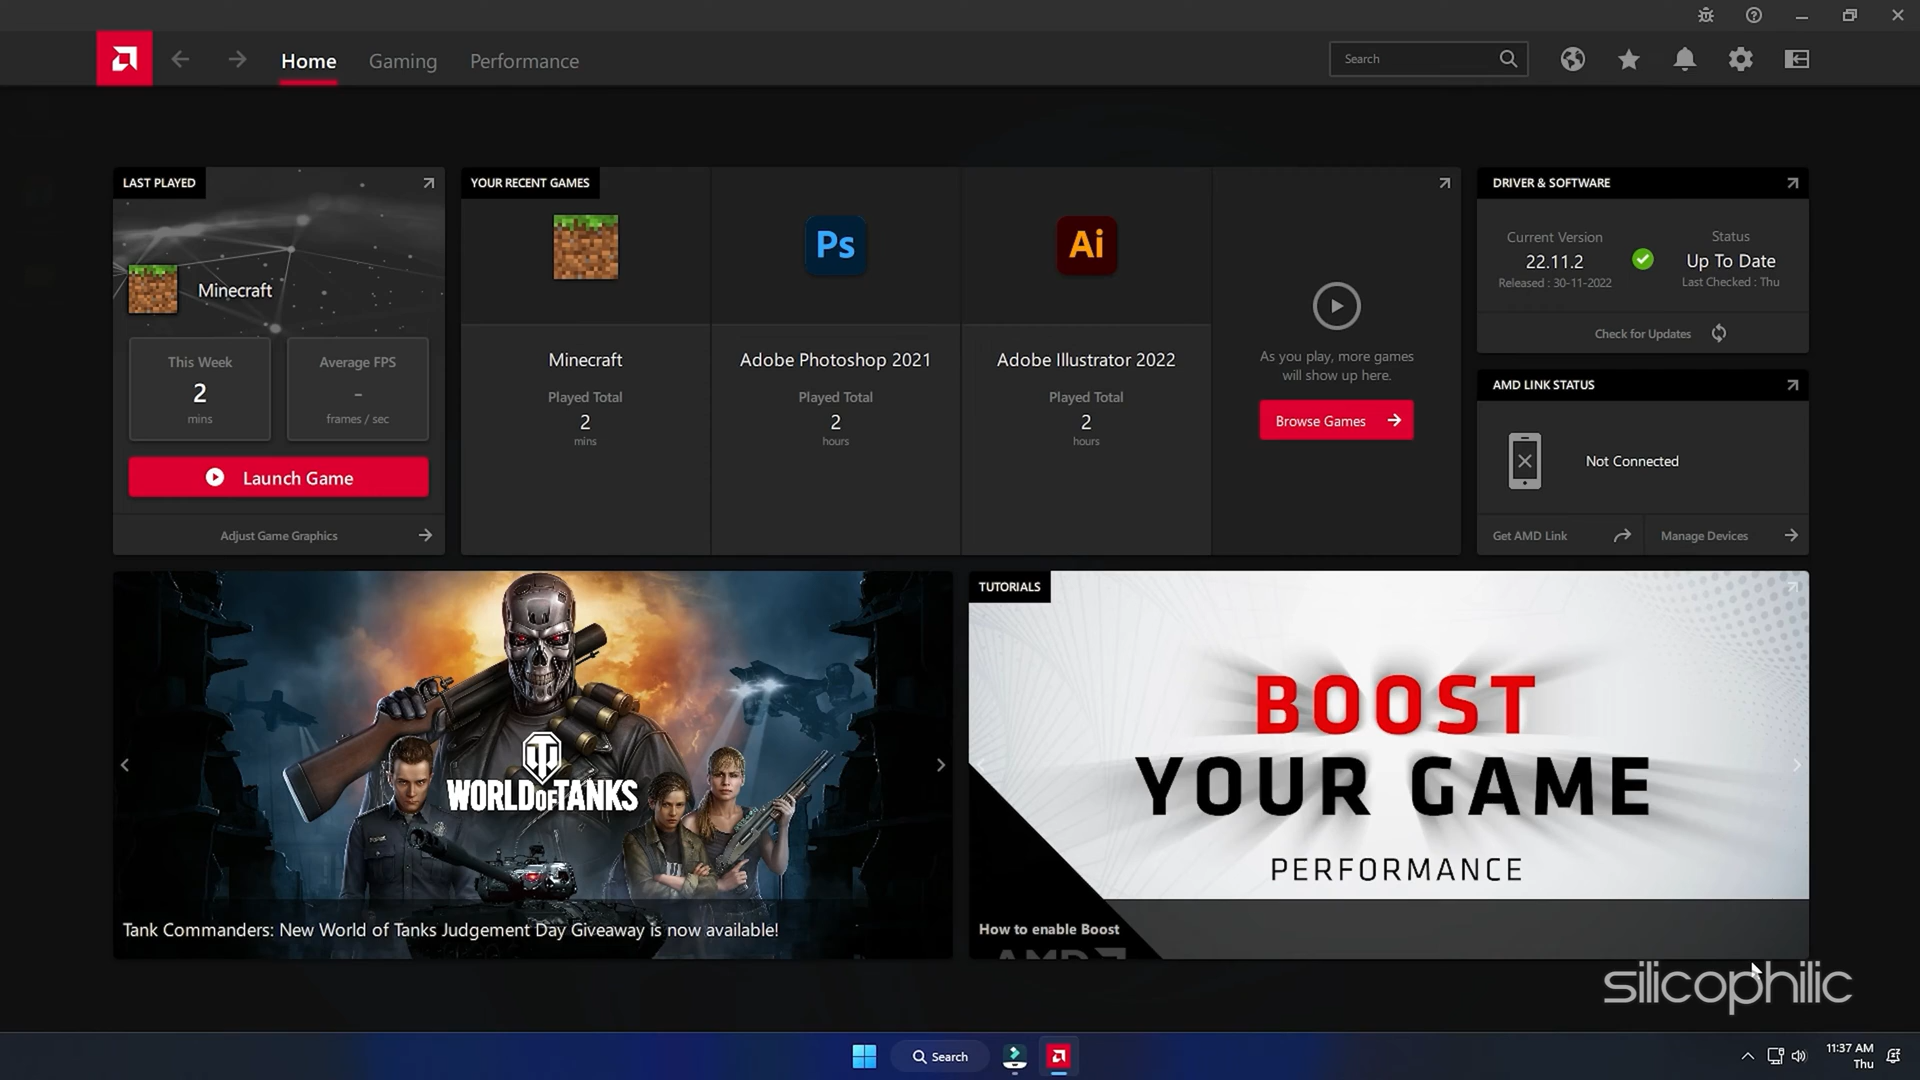 Home
Gaming
Performance
Search
LAST PLAYED
Minecraft
This Week
2
mins
Average FPS
-
frames / sec
Launch Game
Adjust Game Graphics
YOUR RECENT GAMES
Minecraft
Played Total
2
mins
Ps
Adobe Photoshop 2021
Played Total
2
hours
Ai
Adobe Illustrator 2022
Played Total
2
hours
As you play, more games
will show up here.
Browse Games
DRIVER & SOFTWARE
Current Version
22.11.2
Released : 30-11-2022
Status
Up To Date
Last Checked : Thu
Check for Updates
AMD LINK STATUS
Not Connected
Get AMD Link
Manage Devices
WORLD OF TANKS
Tank Commanders: New World of Tanks Judgement Day Giveaway is now available!
TUTORIALS
BOOST
YOUR GAME
PERFORMANCE
How to enable Boost
AMD
silicophilic
Search
11:37 AM
Thu